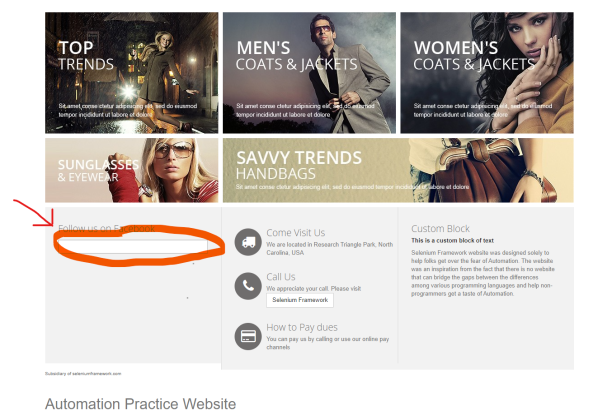 TOP
TRENDS
Sit amet conse ctetur adipisicing elit, sed do eiusmod
tempor incididunt ut labore et dolore
MEN'S
COATS & JACKETS
Sit amet conse ctetur adipisicing elit, sed do eiusmod
tempor incididunt ut labore et dolore
WOMEN'S
COATS & JACKETS
Sit amet conse ctetur adipisicing elit, sed do eiusmod
tempor incididunt ut labore et dolore
SUNGLASSES
& EYEWEAR
SAVVY TRENDS
HANDBAGS
Sit amet conse ctetur adipisicing elit, sed do eiusmod tempor incididunt ut labore et dolore
Follow us on Facebook
Come Visit Us
We are located in Research Triangle Park, North
Carolina, USA
Call Us
We appreciate your call. Please visit
Selenium Framework
How to Pay dues
You can pay us by calling or use our online pay
channels
Custom Block
This is a custom block of text
Selenium Framework website was designed solely to
help folks get over the fear of Automation. The website
was an inspiration from the fact that there is no website
that can bridge the gaps between the differences
among various programming languages and help non-
programmers get a taste of Automation.
Subsidiary of seleniumframework.com
Automation Practice Website